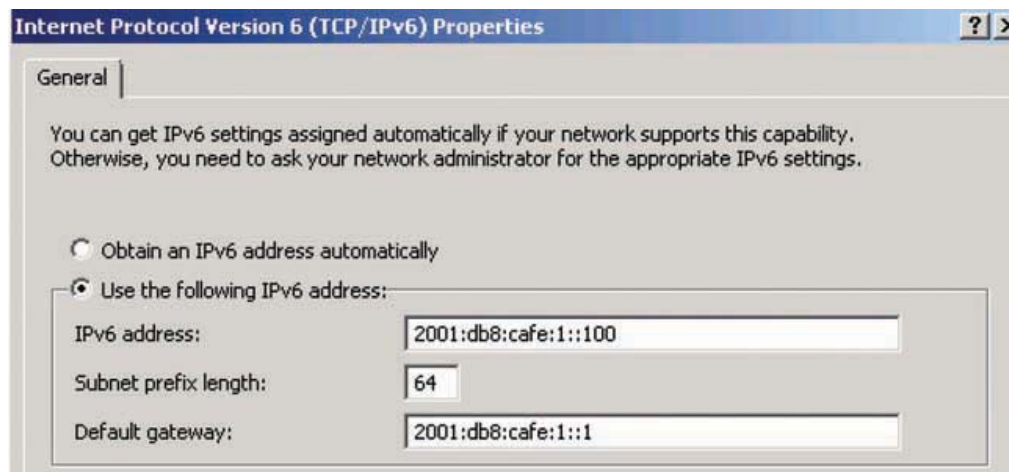 Internet Protocol Version 6 (TCP/IPv6) Properties
General
You can get IPv6 settings assigned automatically if your network supports this capability.
Otherwise, you need to ask your network administrator for the appropriate IPv6 settings.
Obtain an IPv6 address automatically
Use the following IPv6 address:
IPv6 address: 2001:db8:cafe:1::100
Subnet prefix length: 64
Default gateway: 2001:db8:cafe:1::1